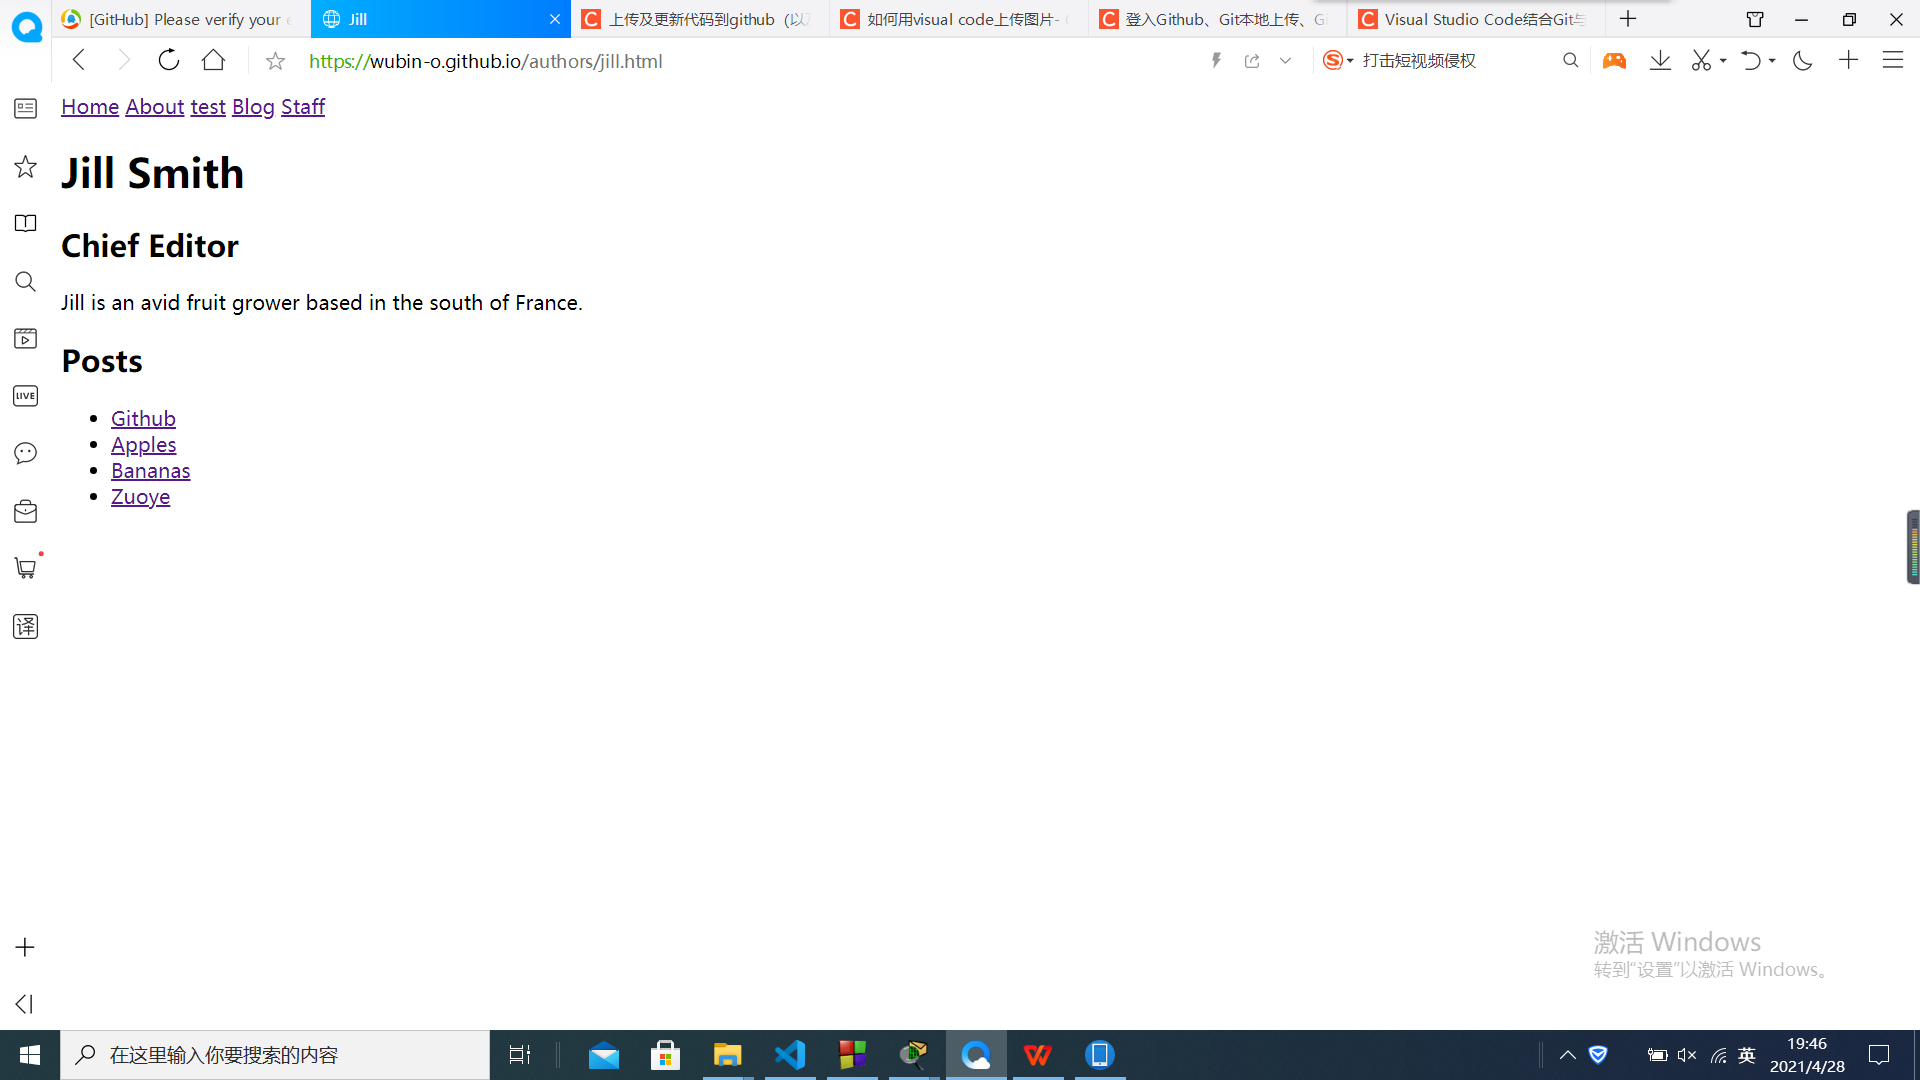 [GitHub] Please verify your
Jill
上传及更新代码到github（以
如何用visual code上传图片-
登入Github、Git本地上传、G
Visual Studio Code结合Git与
https://wubin-o.github.io/authors/jill.html
打击短视频侵权
Home About test Blog Staff
Jill Smith
Chief Editor
Jill is an avid fruit grower based in the south of France.
Posts
Github
Apples
Bananas
Zuoye
LIVE
译
激活 Windows
转到“设置”以激活 Windows。
在这里输入你要搜索的内容
英
19:46
2021/4/28